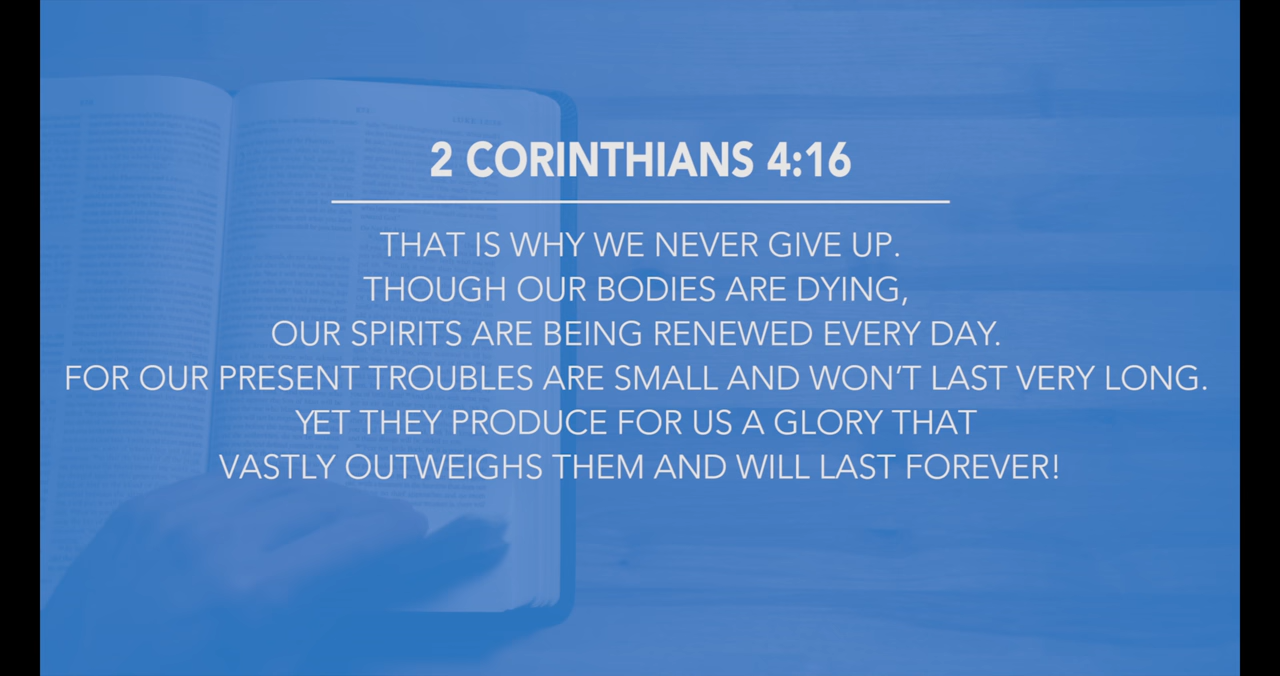 2 CORINTHIANS 4:16
THAT IS WHY WE NEVER GIVE UP.
THOUGH OUR BODIES ARE DYING,
OUR SPIRITS ARE BEING RENEWED EVERY DAY.
FOR OUR PRESENT TROUBLES ARE SMALL AND WON'T LAST VERY LONG.
YET THEY PRODUCE FOR US A GLORY THAT
VASTLY OUTWEIGHS THEM AND WILL LAST FOREVER!